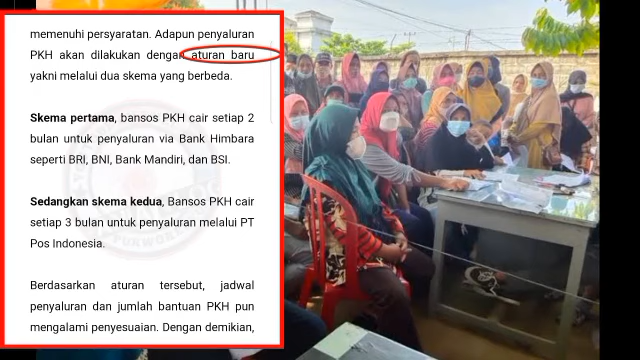 memenuhi persyaratan. Adapun penyaluran
PKH akan dilakukan dengan aturan baru
yakni melalui dua skema yang berbeda.
Skema pertama, bansos PKH cair setiap 2
bulan untuk penyaluran via Bank Himbara
seperti BRI, BNI, Bank Mandiri, dan BSI.
Sedangkan skema kedua, Bansos PKH cair
setiap 3 bulan untuk penyaluran melalui PT
Pos Indonesia.
Berdasarkan aturan tersebut, jadwal
penyaluran dan jumlah bantuan PKH pun
mengalami penyesuaian. Dengan demikian,